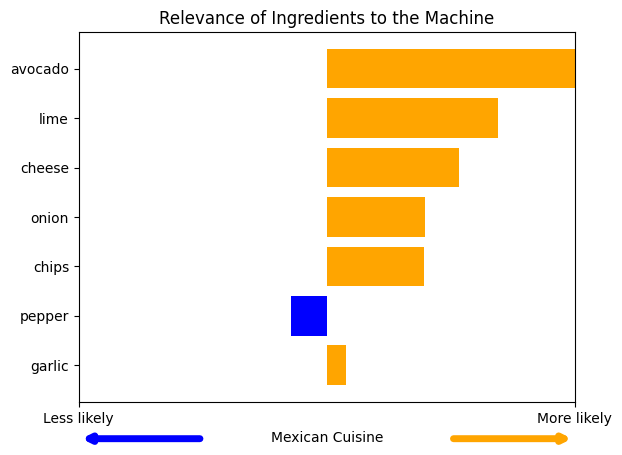 Relevance of Ingredients to the Machine
avocado
lime
cheese
onion
chips
pepper
garlic
Less likely
More likely
Mexican Cuisine